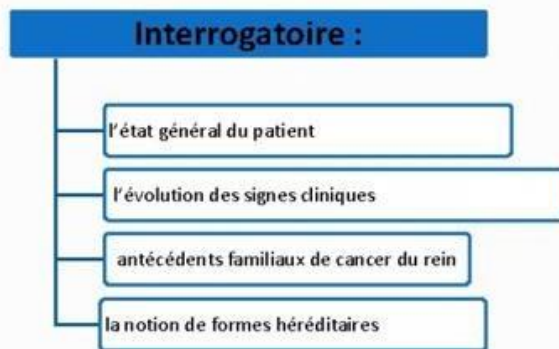 Interrogatoire :
l'état général du patient
l'évolution des signes cliniques
antécédents familiaux de cancer du rein
la notion de formes héréditaires